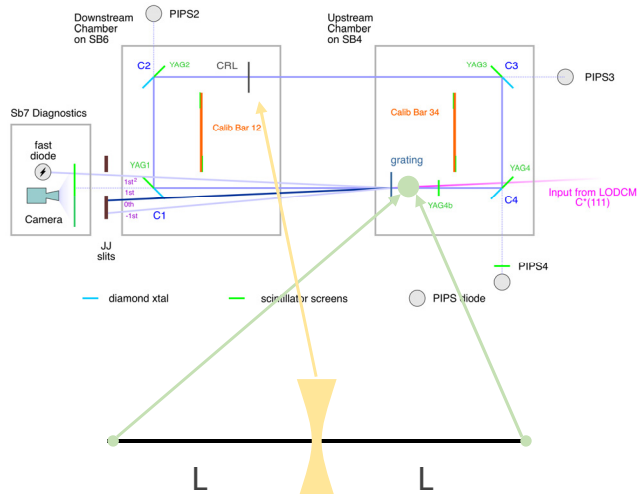 Downstream
Chamber
on SB6
PIPS2
Upstream
Chamber
on SB4
C2
YAG2
CRL
YAG3
C3
PIPS3
Sb7 Diagnostics
Calib Bar 12
Calib Bar 34
fast
diode
YAG1
grating
YAG4
1st²
1st
0th
-1st
Camera
C1
YAG4b
C4
Input from LODCM
C*(111)
JJ
slits
PIPS4
diamond xtal
scintillator screens
PIPS diode
L
L